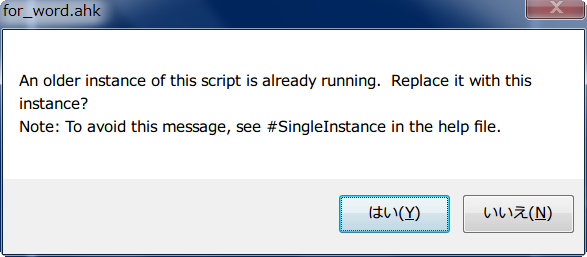 for_word.ahk
An older instance of this script is already running.  Replace it with this
instance?
Note: To avoid this message, see #SingleInstance in the help file.
はい(Y)
いいえ(N)